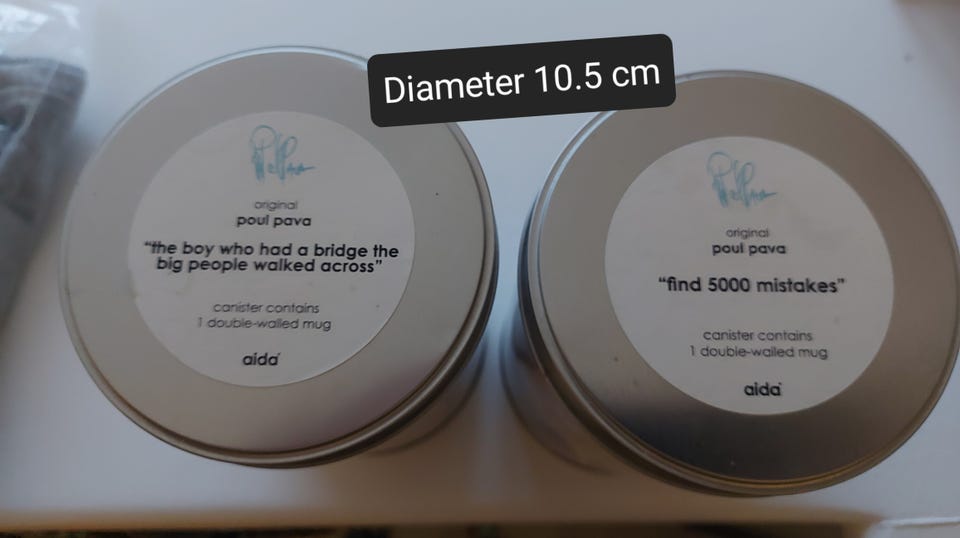 Diameter 10.5 cm
original
poul pava
"the boy who had a bridge the
big people walked across"
canister contains
1 double-walled mug
aida
original
poul pava
"find 5000 mistakes"
canister contains
1 double-walled mug
aida